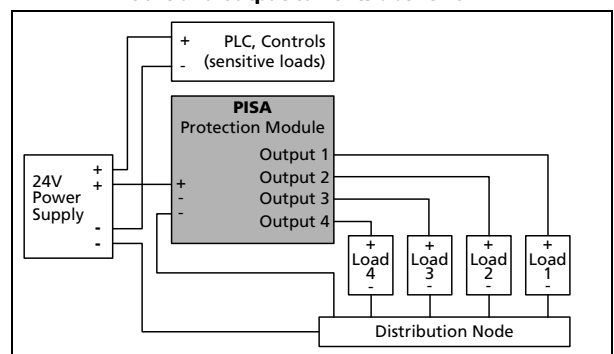 + PLC, Controls
- (sensitive loads)
PISA
Protection Module
Output 1
Output 2
Output 3
Output 4
+
-
-
24V
Power
Supply
+
+
-
-
+
Load
4
-
+
Load
3
-
+
Load
2
-
+
Load
1
-
Distribution Node